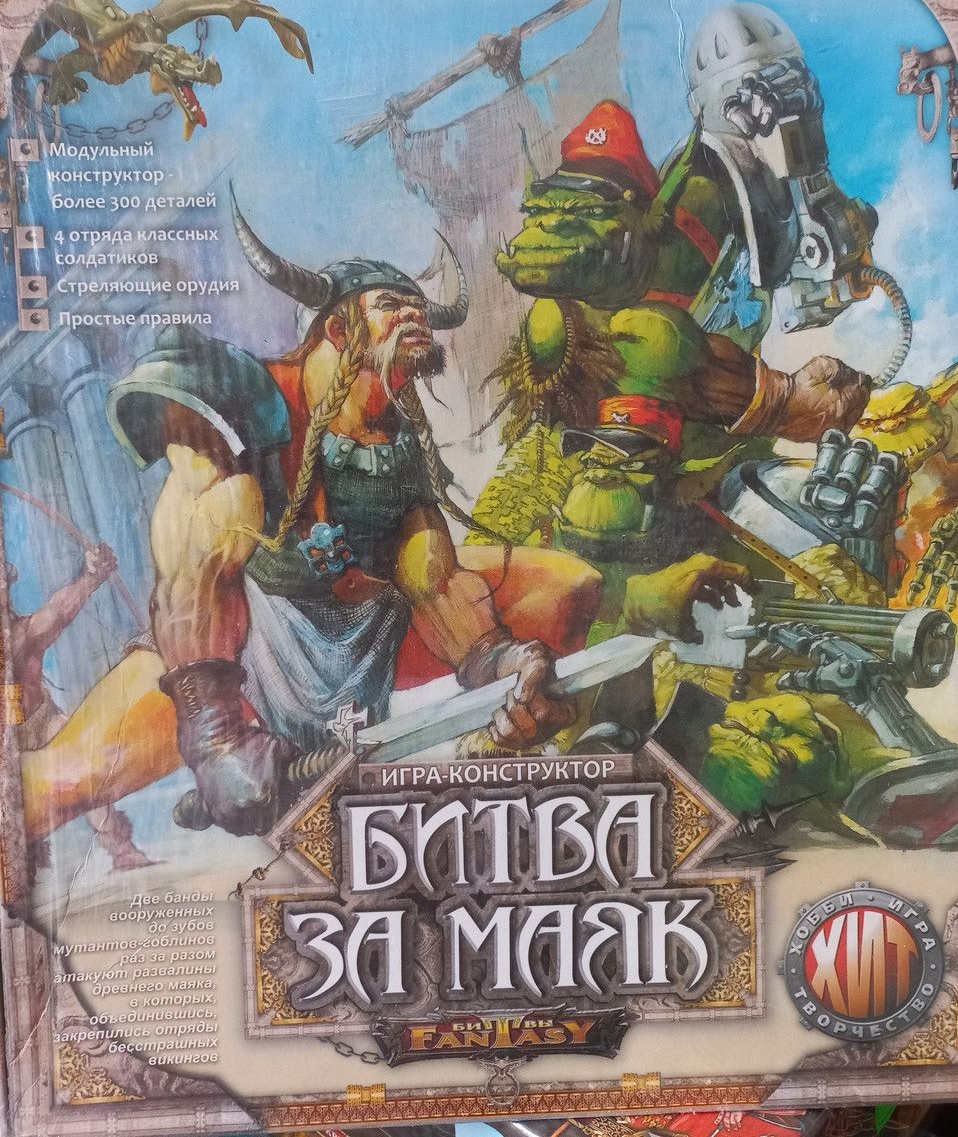 Модульный
конструктор -
более 300 деталей
4 отряда классных
солдатиков
Стреляющие орудия
Простые правила
ИГРА-КОНСТРУКТОР
БИТВА
ЗА МАЯК
БИТВЫ
FANTASY
Две банды
вооруженных
до зубов
мутантов-гоблинов
раз за разом
атакуют развалины
древнего маяка,
в которых,
объединившись,
закрепились отряды
бесстрашных
викингов
ХОББИ • ИГРА
ХИТ
ТВОРЧЕСТВО